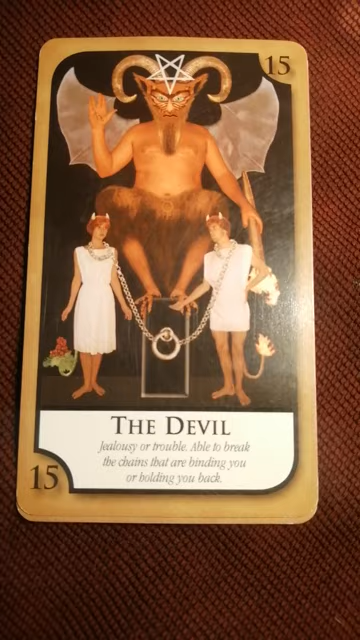 15
THE DEVIL
Jealousy or trouble. Able to break
the chains that are binding you
or holding you back.
15